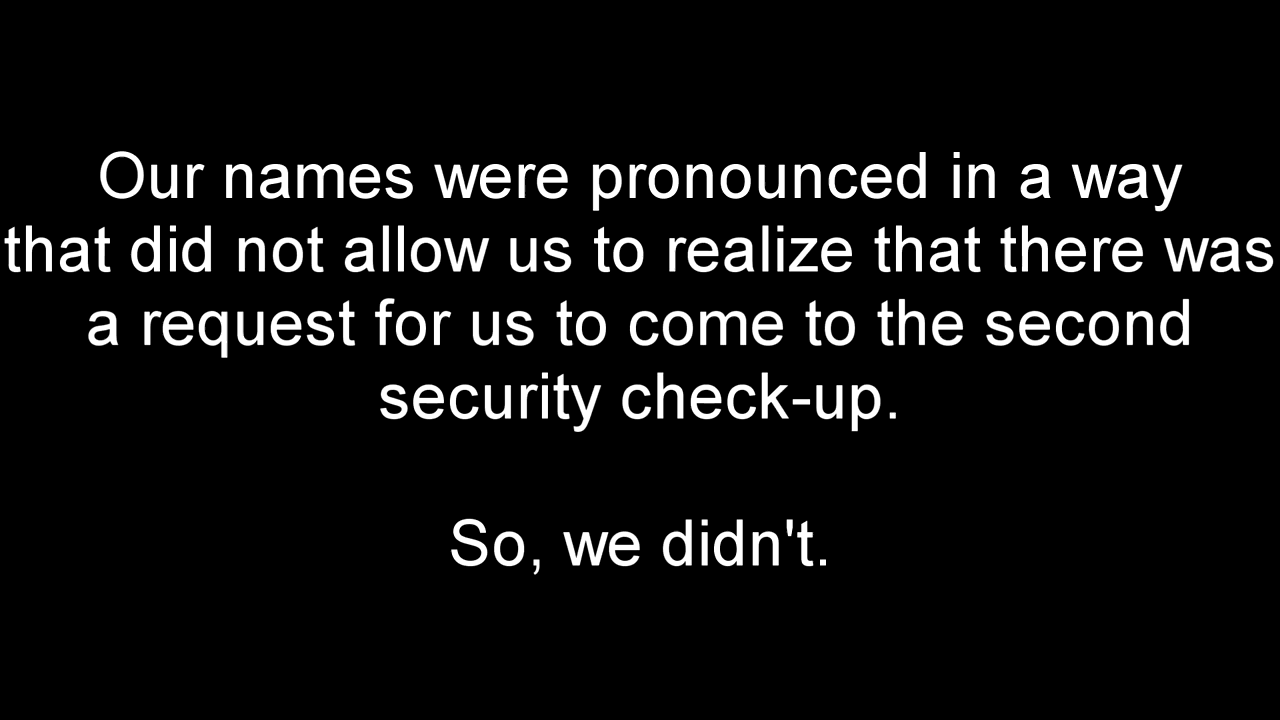 Our names were pronounced in a way
that did not allow us to realize that there was
a request for us to come to the second
security check-up.
So, we didn't.